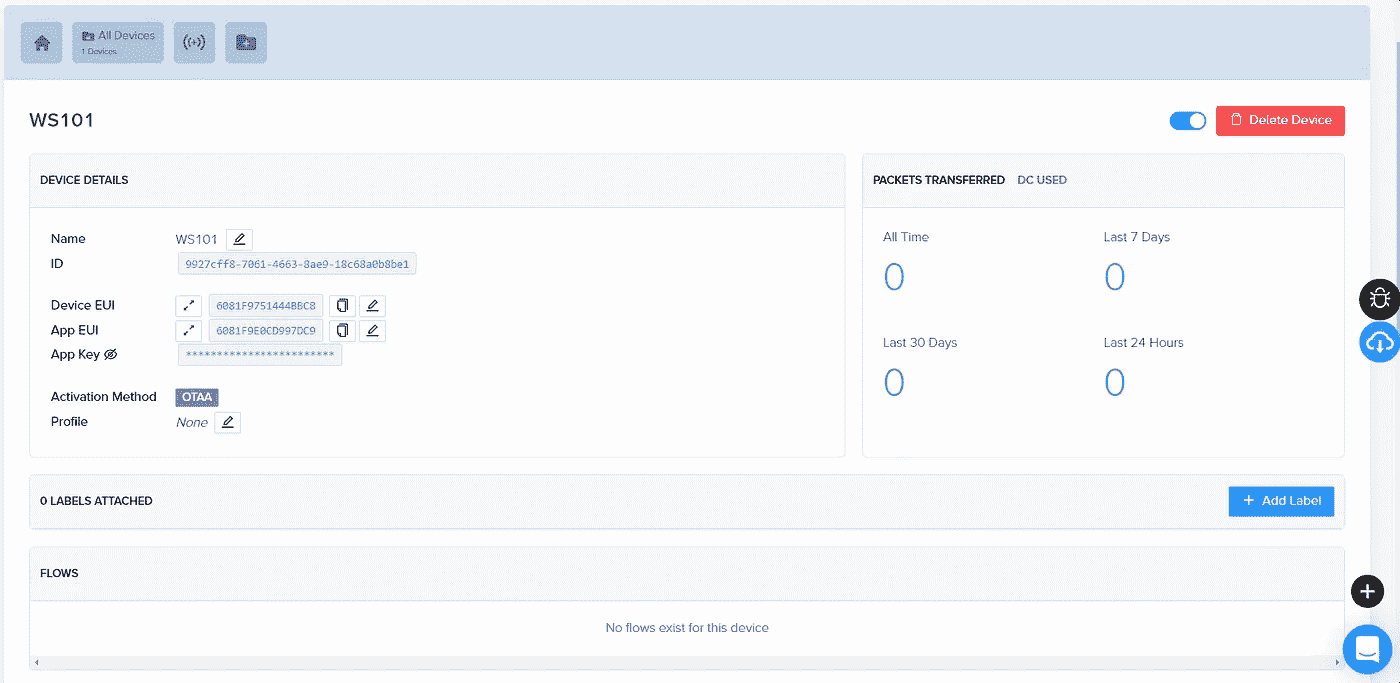 All Devices
1 Devices
WS101
Delete Device
DEVICE DETAILS
PACKETS TRANSFERRED DC USED
Name WS101
ID 9927cff8-7061-4663-8ae9-18c68a0b8be1
Device EUI 6081F9751444BBC8
App EUI 6081F9E0CD997DC9
App Key ************************
Activation Method OTAA
Profile None
All Time Last 7 Days
0 0
Last 30 Days Last 24 Hours
0 0
0 LABELS ATTACHED
+ Add Label
FLOWS
No flows exist for this device